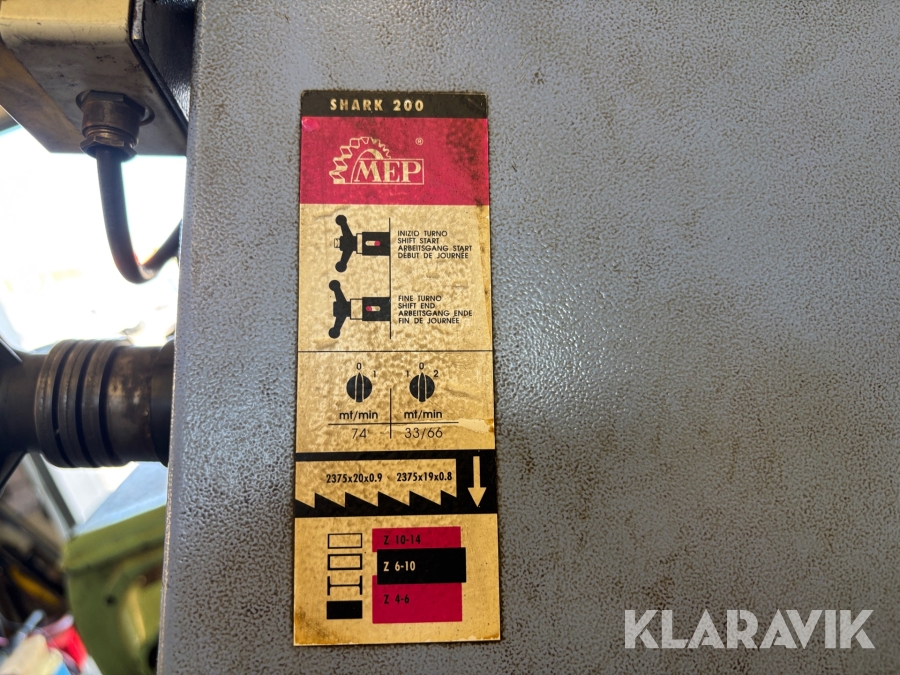 SHARK 200
MEP®
INIZIO TURNO
SHIFT START
ARBEITSGANG START
DEBUT DE JOURNÉE
FINE TURNO
SHIFT END
ARBEITSGANG ENDE
FIN DE JOURNÉE
0 1
1 0 2
mt/min mt/min
74 33/66
2375x20x0.9 2375x19x0.8
Z 10-14
Z 6-10
Z 4-6
KLARAVIK